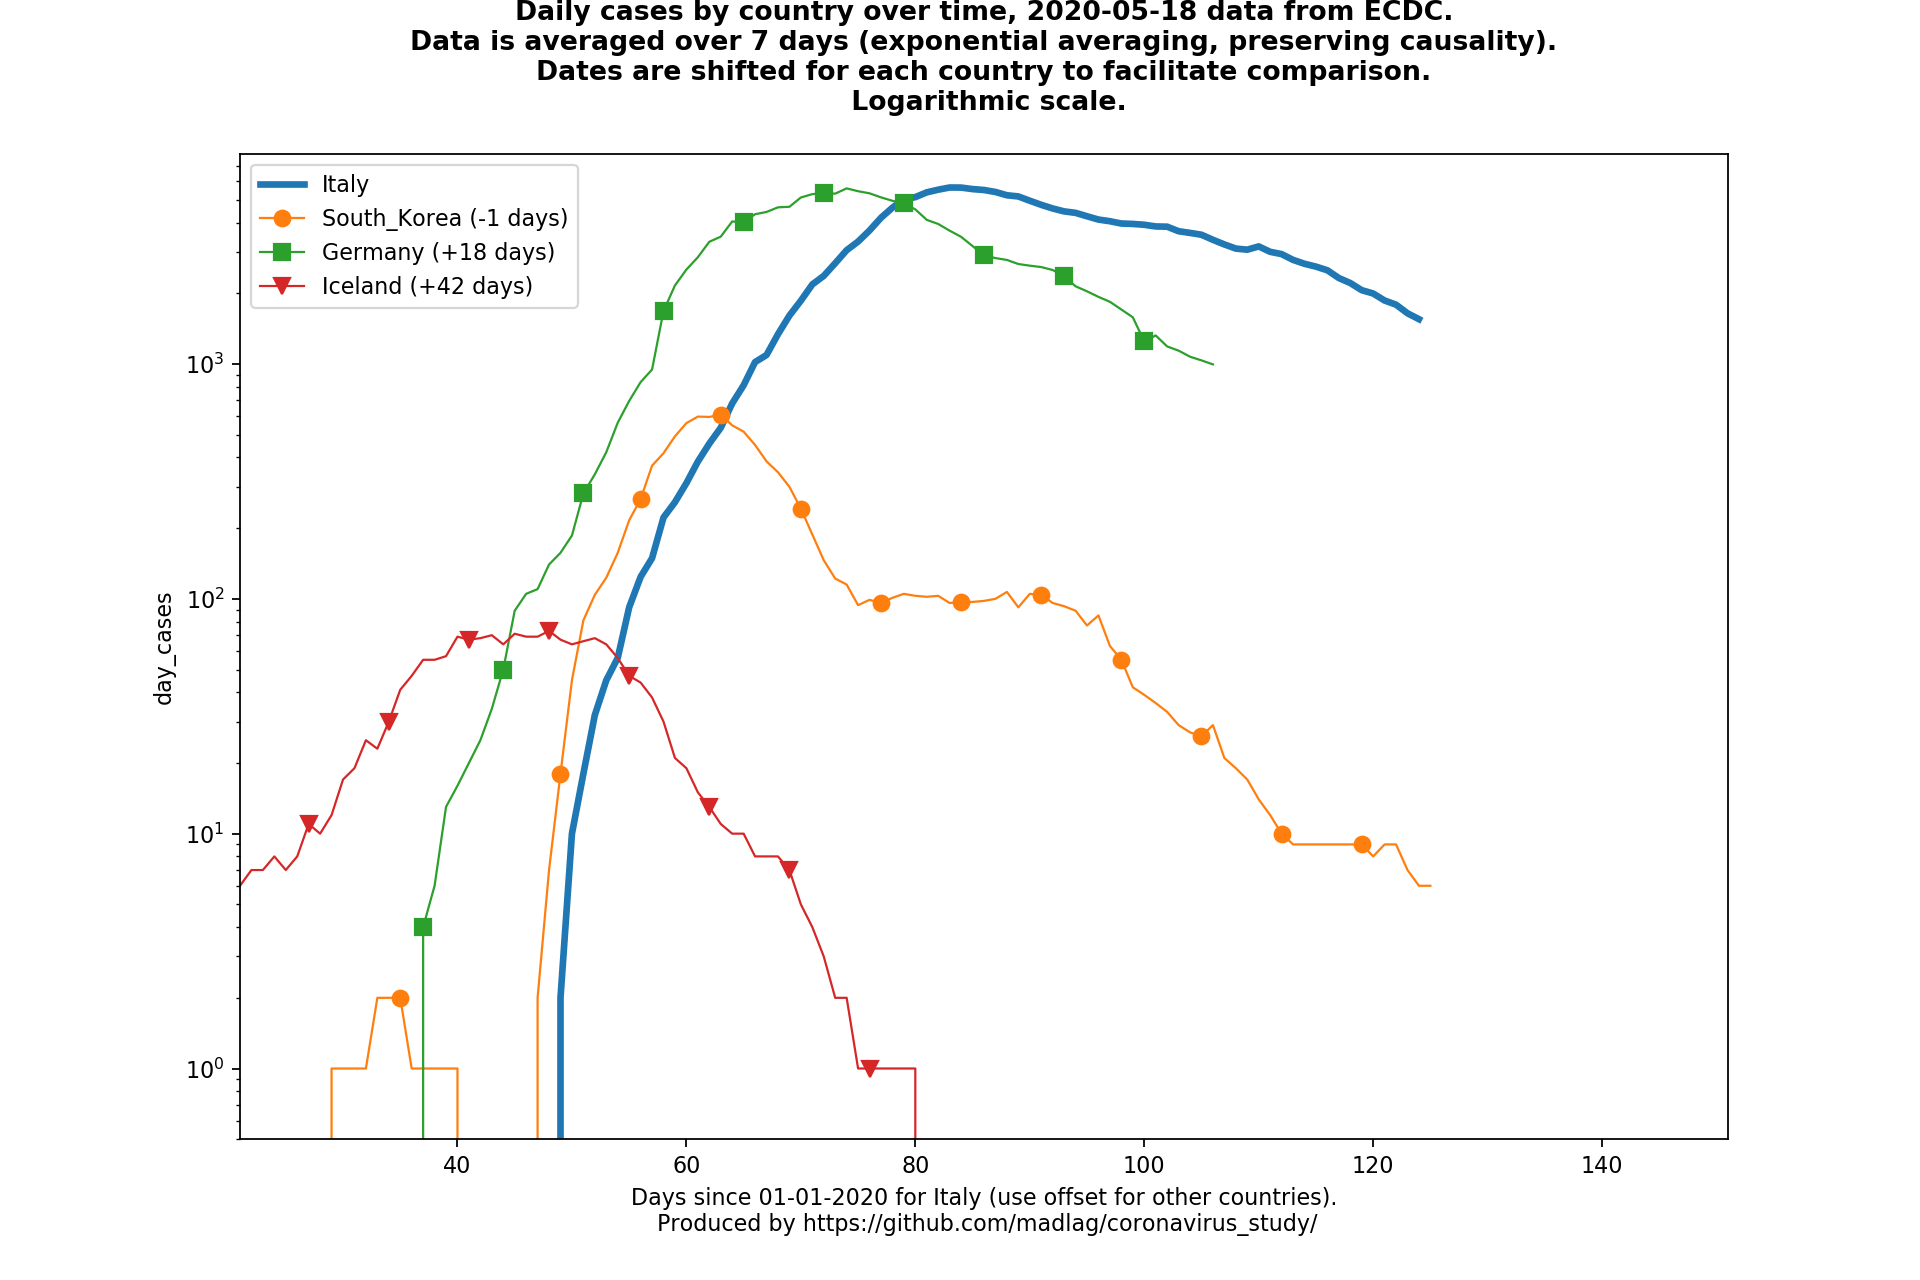 Daily cases by country over time, 2020-05-18 data from ECDC.
Data is averaged over 7 days (exponential averaging, preserving causality).
Dates are shifted for each country to facilitate comparison.
Logarithmic scale.
Italy
South_Korea (-1 days)
Germany (+18 days)
Iceland (+42 days)
10³
10²
10¹
10⁰
day_cases
40 60 80 100 120 140
Days since 01-01-2020 for Italy (use offset for other countries).
Produced by https://github.com/madlag/coronavirus_study/